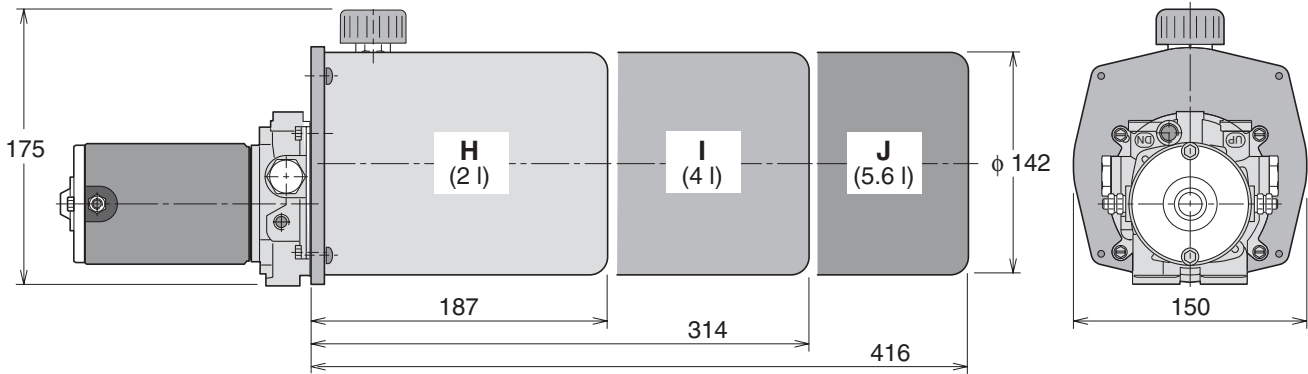 175
H
(2 l)
I
(4 l)
J
(5.6 l)
ϕ 142
187
314
416
DN
UP
150